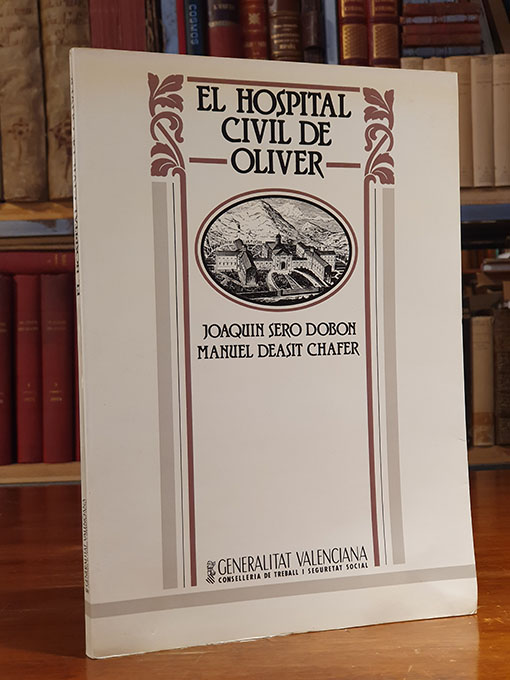 EL HOSPITAL
CIVIL DE
OLIVER
JOAQUIN SERO DOBON
MANUEL DEASIT CHAFER
GENERALITAT VALENCIANA
CONSELLERIA DE TREBALL I SEGURETAT SOCIAL